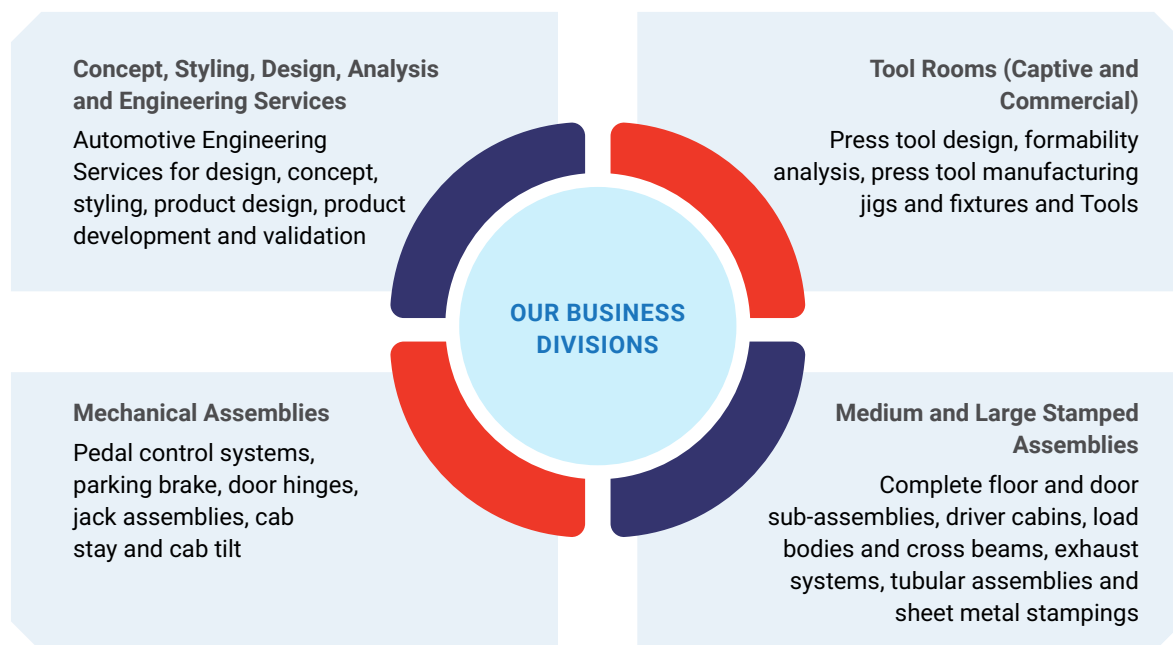 Concept, Styling, Design, Analysis
and Engineering Services
Automotive Engineering
Services for design, concept,
styling, product design, product
development and validation
Tool Rooms (Captive and
Commercial)
Press tool design, formability
analysis, press tool manufacturing
jigs and fixtures and Tools
OUR BUSINESS
DIVISIONS
Mechanical Assemblies
Pedal control systems,
parking brake, door hinges,
jack assemblies, cab
stay and cab tilt
Medium and Large Stamped
Assemblies
Complete floor and door
sub-assemblies, driver cabins, load
bodies and cross beams, exhaust
systems, tubular assemblies and
sheet metal stampings